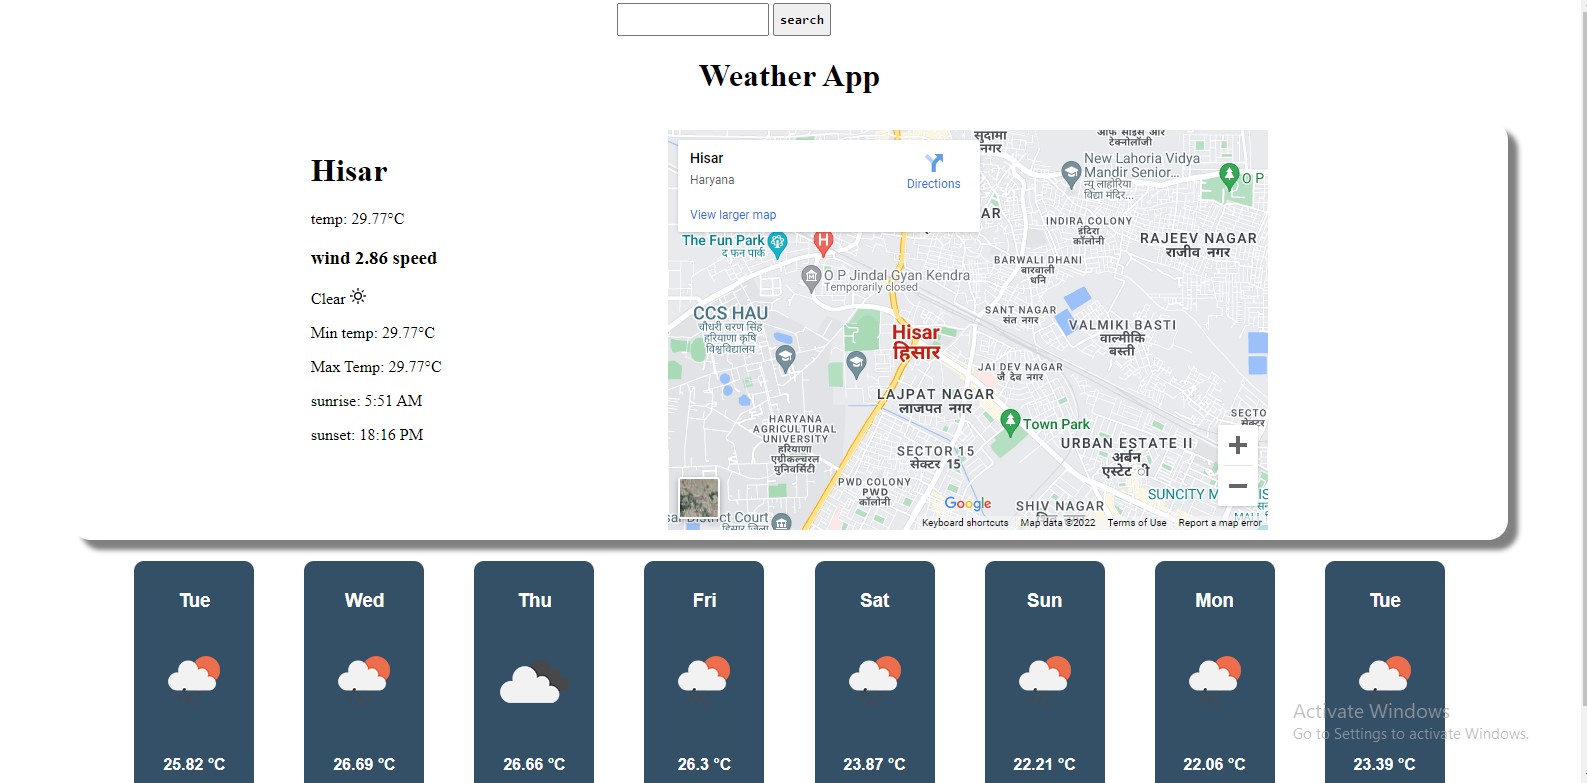 search
Weather App
Hisar
temp: 29.77°C
wind 2.86 speed
Clear
Min temp: 29.77°C
Max Temp: 29.77°C
sunrise: 5:51 AM
sunset: 18:16 PM
Hisar
Haryana
Directions
View larger map
सुदामा
नगर
ऑफ साइंस और
टेक्नोलॉजी
New Lahoria Vidya
Mandir Senior...
न्यू लाहोरिया
विद्या मंदिर...
O P
AR
INDIRA COLONY
इंदिरा
कॉलोनी
RAJEEV NAGAR
राजीव नगर
The Fun Park
द फन पार्क
H
BARWALI DHANI
बारवाली
धनि
O P Jindal Gyan Kendra
Temporarily closed
CCS HAU
चौधरी चरण सिंह
हरियाणा कृषि
विश्वविद्यालय
SANT NAGAR
संत नगर
VALMIKI BASTI
वाल्मीकि
बस्ती
Hisar
हिसार
JAI DEV NAGAR
जै देव नगर
LAJPAT NAGAR
लाजपत नगर
HARYANA
AGRICULTURAL
UNIVERSITY
हरियाणा
एग्रीकल्चरल
युनिवर्सिटी
Town Park
SECTO
सेक्टर
URBAN ESTATE II
अर्बन
एस्टेट ी
SECTOR 15
सेक्टर 15
PWD COLONY
PWD
कॉलोनी
SUNCITY M
SHIV NAGAR
District Court
Google
Keyboard shortcuts Map data ©2022 Terms of Use Report a map error
Tue Wed Thu Fri Sat Sun Mon Tue
Activate Windows
Go to Settings to activate Windows.
25.82 °C 26.69 °C 26.66 °C 26.3 °C 23.87 °C 22.21 °C 22.06 °C 23.39 °C